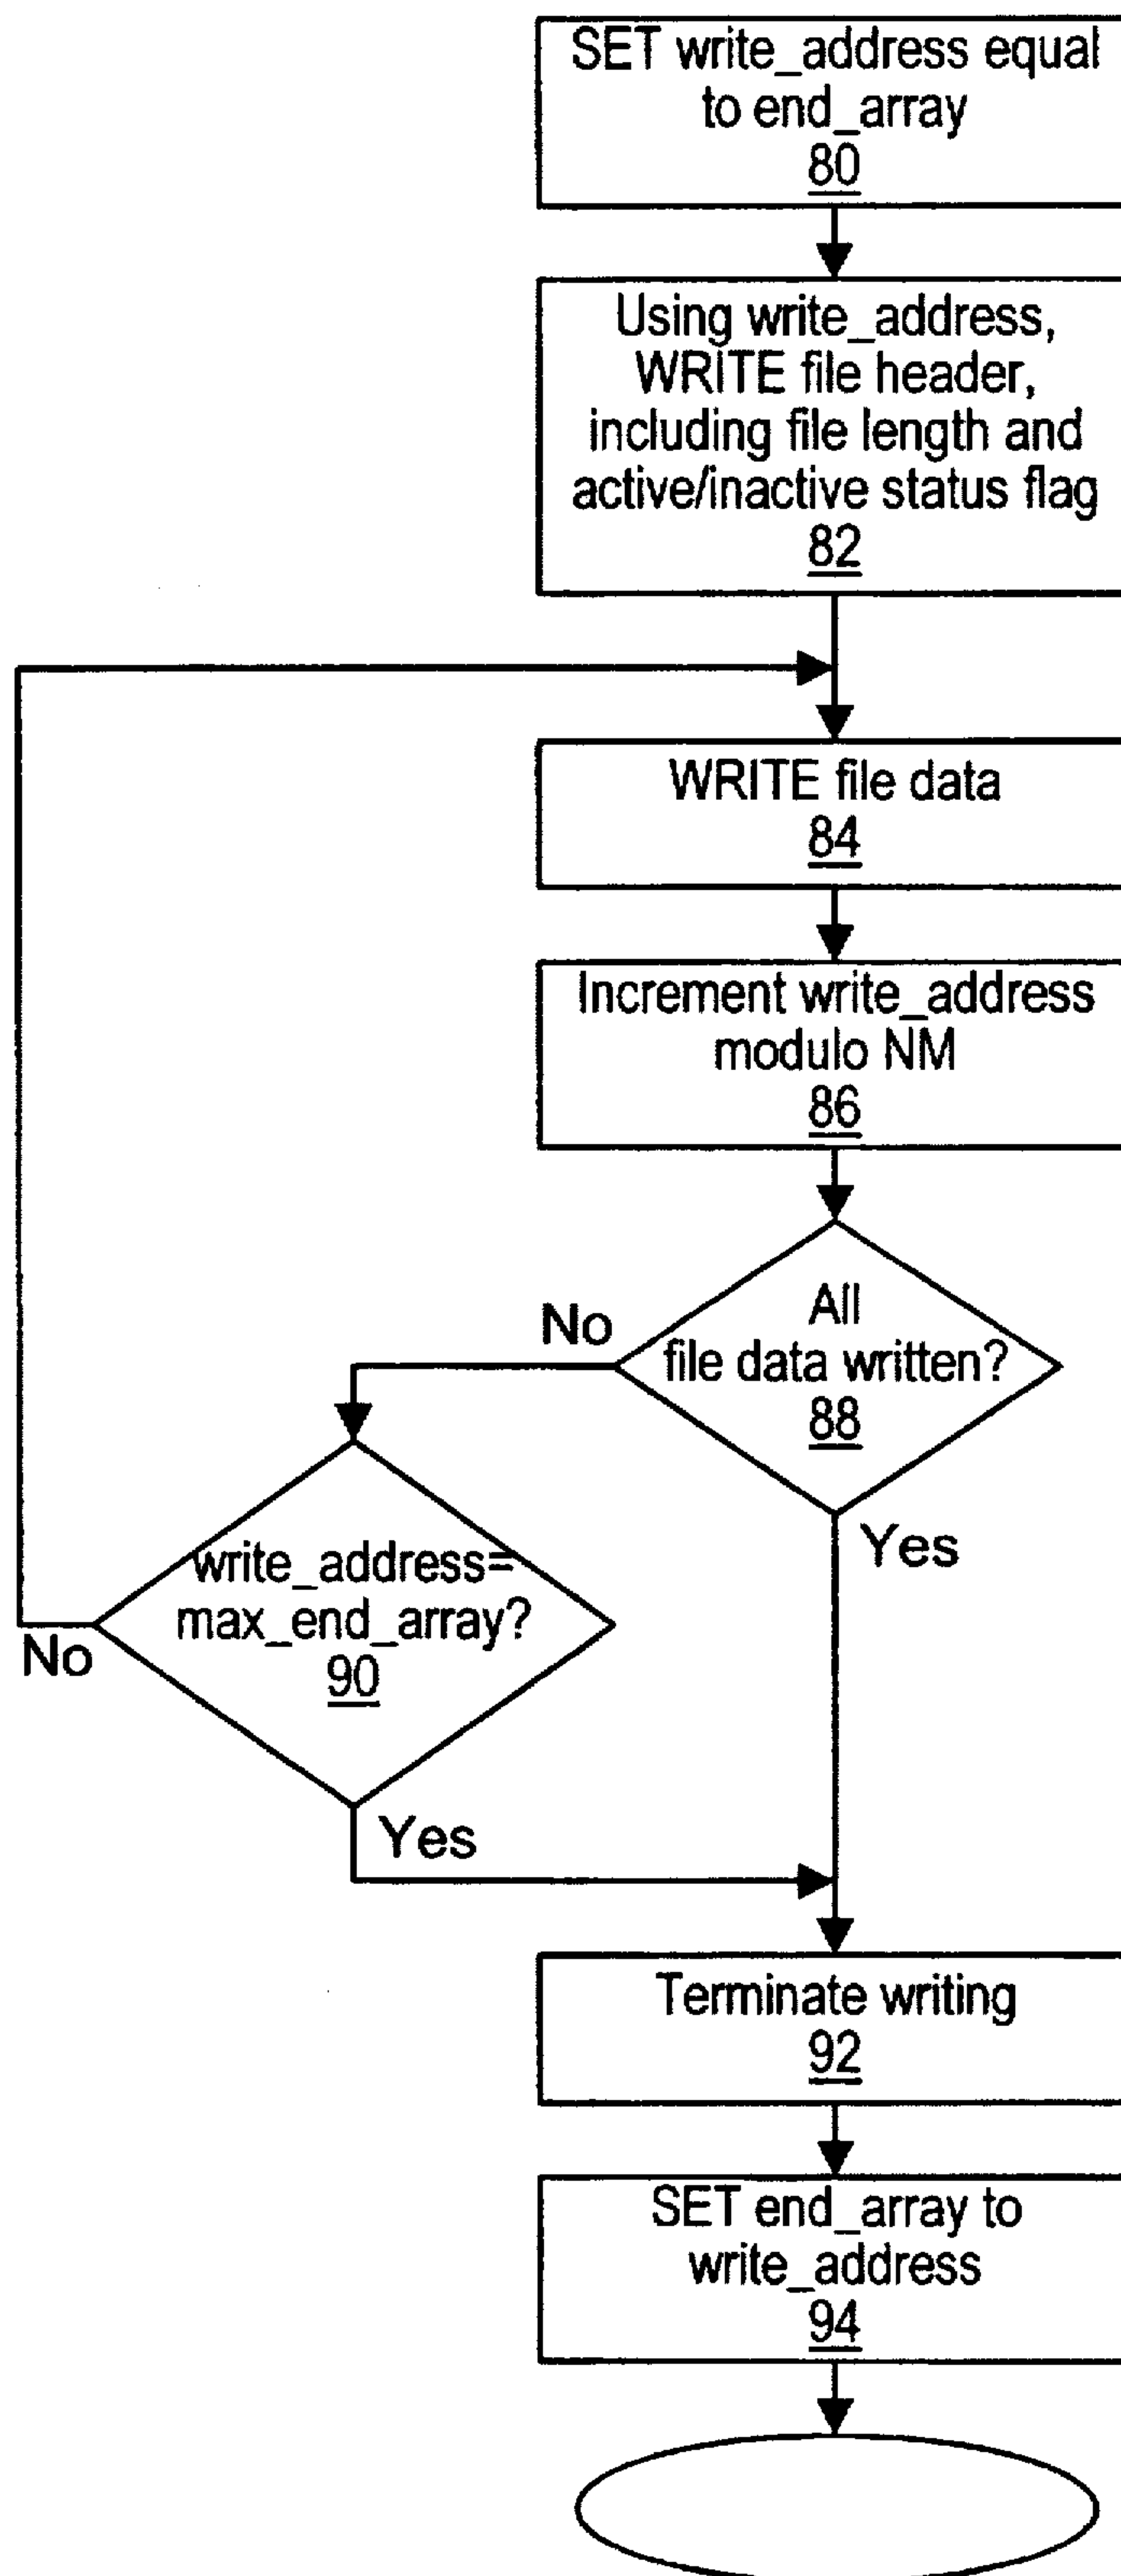 SET write_address equal
to end_array
80
Using write_address,
WRITE file header,
including file length and
active/inactive status flag
82
WRITE file data
84
Increment write_address
modulo NM
86
All
file data written?
88
No
Yes
write_address=
max_end_array?
90
No
Yes
Terminate writing
92
SET end_array to
write_address
94